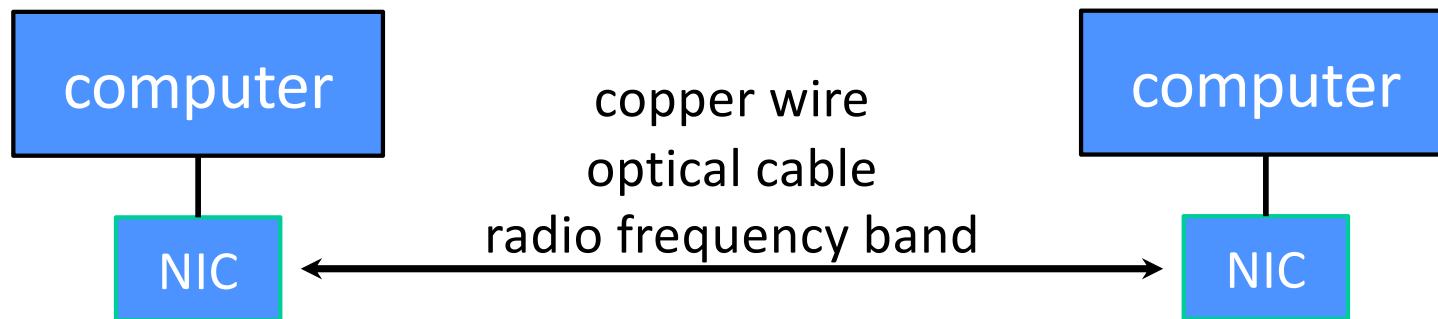 computer
copper wire
optical cable
radio frequency band
NIC
computer
NIC